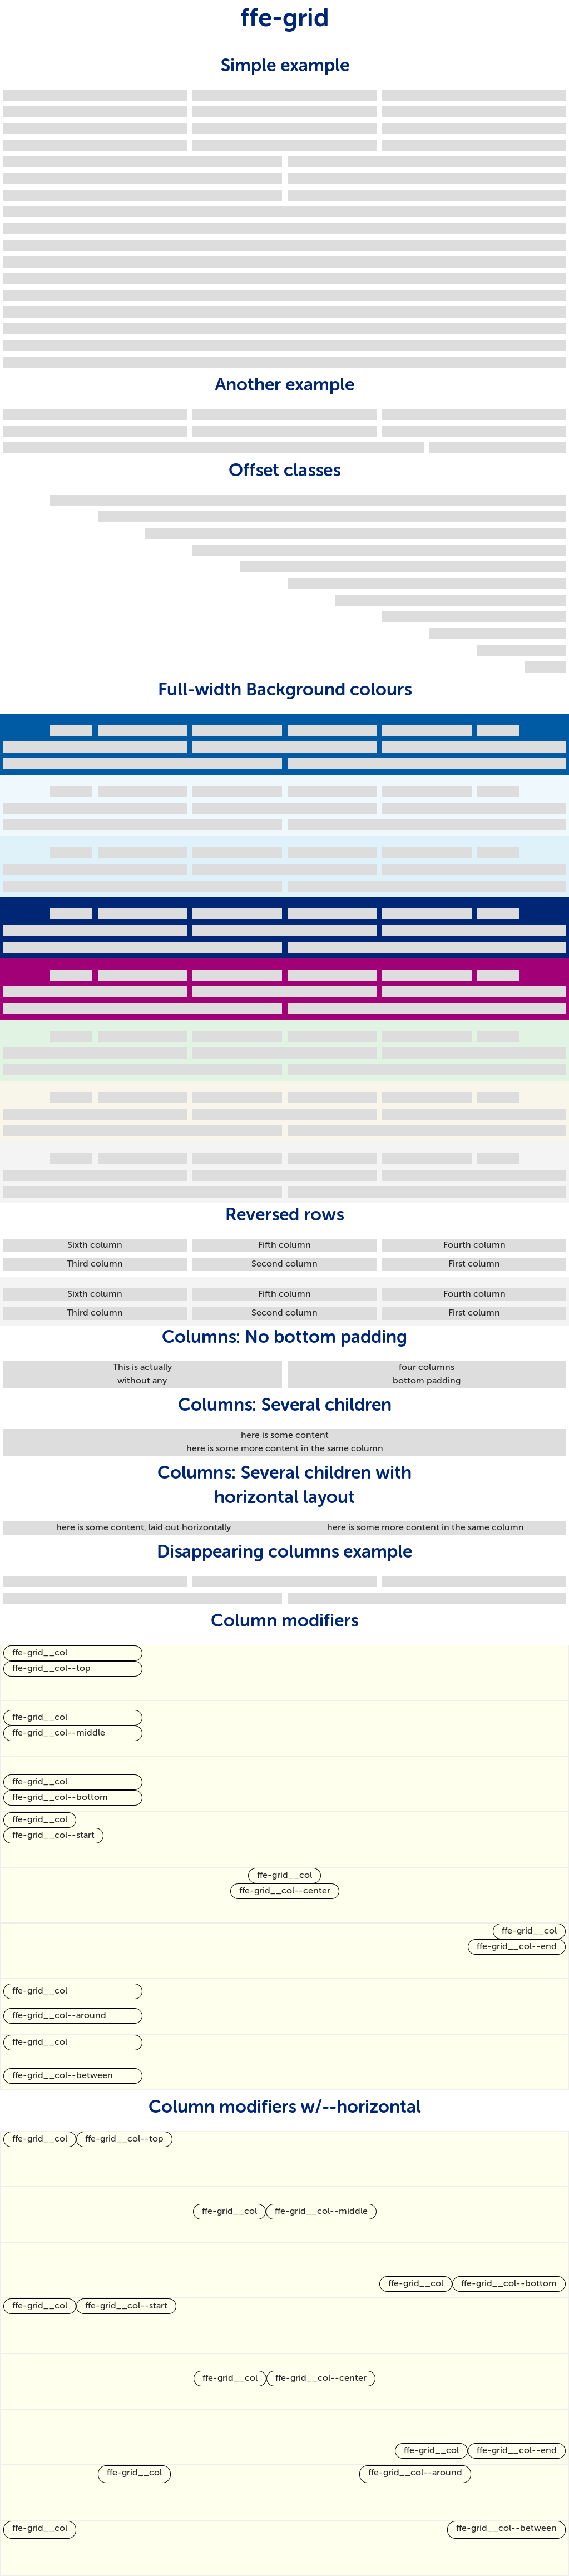 ffe-grid
Simple example
Another example
Offset classes
Full-width Background colours
Reversed rows
Sixth column Fifth column Fourth column
Third column Second column First column
Sixth column Fifth column Fourth column
Third column Second column First column
Columns: No bottom padding
This is actually four columns
without any bottom padding
Columns: Several children
here is some content
here is some more content in the same column
Columns: Several children with
horizontal layout
here is some content, laid out horizontally here is some more content in the same column
Disappearing columns example
Column modifiers
ffe-grid__col
ffe-grid__col--top
ffe-grid__col
ffe-grid__col--middle
ffe-grid__col
ffe-grid__col--bottom
ffe-grid__col
ffe-grid__col--start
ffe-grid__col
ffe-grid__col--center
ffe-grid__col
ffe-grid__col--end
ffe-grid__col
ffe-grid__col--around
ffe-grid__col
ffe-grid__col--between
Column modifiers w/--horizontal
ffe-grid__col ffe-grid__col--top
ffe-grid__col ffe-grid__col--middle
ffe-grid__col ffe-grid__col--bottom
ffe-grid__col ffe-grid__col--start
ffe-grid__col ffe-grid__col--center
ffe-grid__col ffe-grid__col--end
ffe-grid__col ffe-grid__col--around
ffe-grid__col ffe-grid__col--between